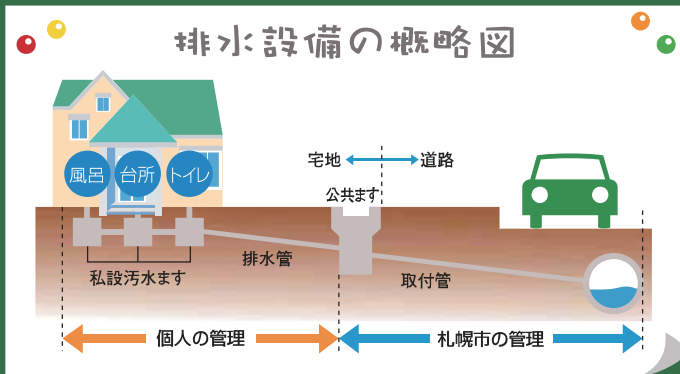 排水設備の概略図
宅地
道路
風呂
台所
トイレ
公共ます
私設汚水ます
排水管
取付管
個人の管理
札幌市の管理